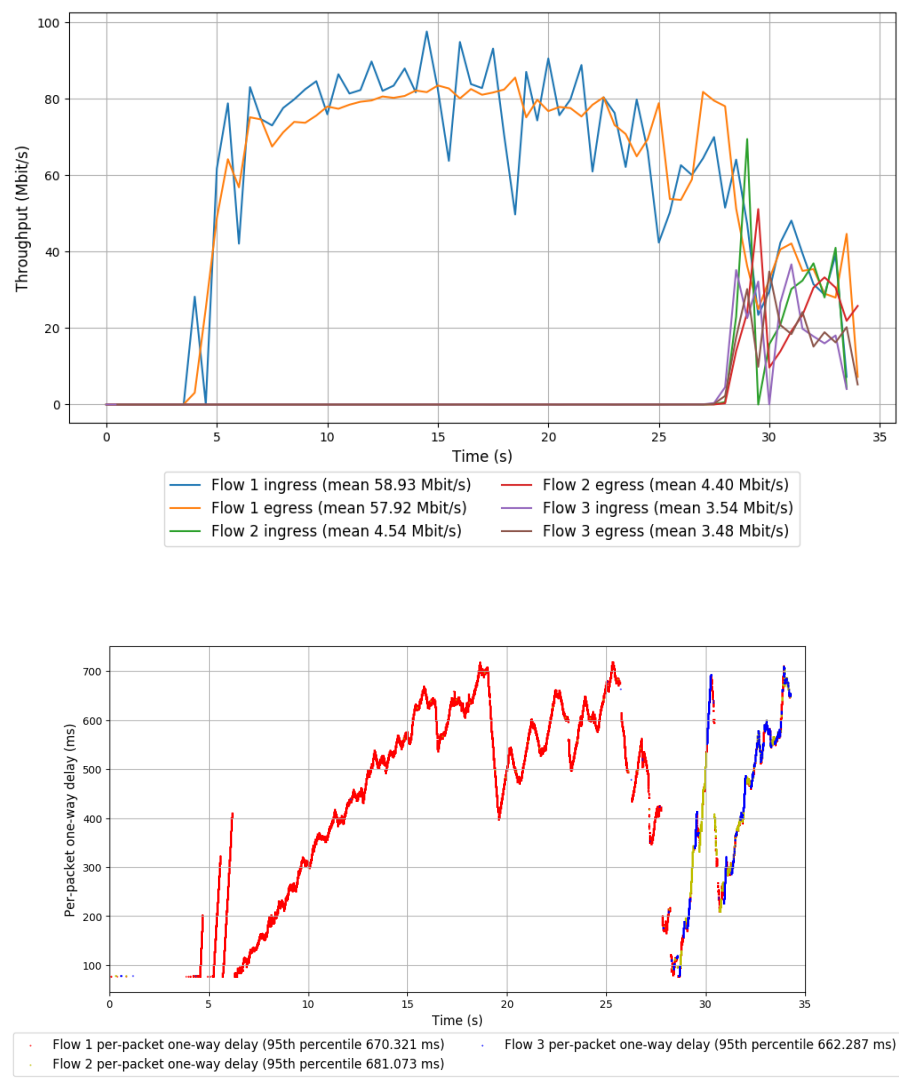 100
80
60
40
20
0
Throughput (Mbit/s)
0 5 10 15 20 25 30 35
Time (s)
Flow 1 ingress (mean 58.93 Mbit/s)
Flow 1 egress (mean 57.92 Mbit/s)
Flow 2 ingress (mean 4.54 Mbit/s)
Flow 2 egress (mean 4.40 Mbit/s)
Flow 3 ingress (mean 3.54 Mbit/s)
Flow 3 egress (mean 3.48 Mbit/s)
700
600
500
400
300
200
100
Per-packet one-way delay (ms)
0 5 10 15 20 25 30 35
Time (s)
Flow 1 per-packet one-way delay (95th percentile 670.321 ms)
Flow 2 per-packet one-way delay (95th percentile 681.073 ms)
Flow 3 per-packet one-way delay (95th percentile 662.287 ms)